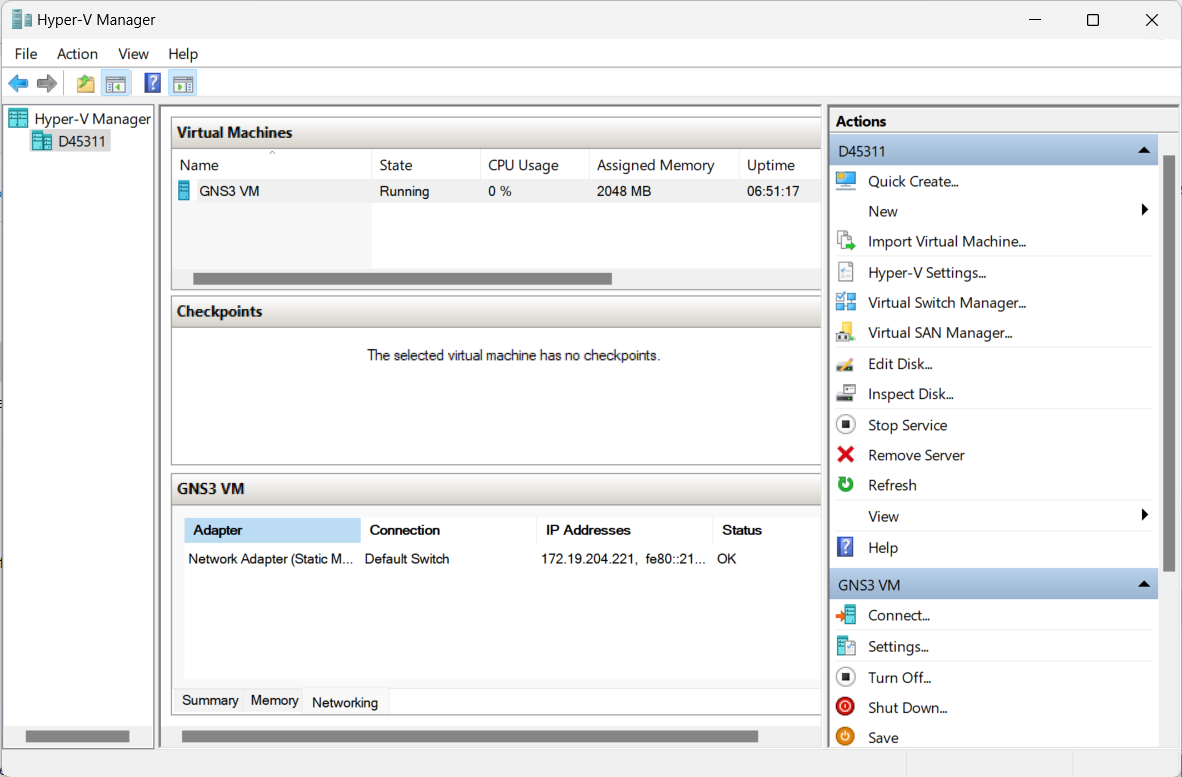 Hyper-V Manager
File Action View Help
Hyper-V Manager
D45311
Virtual Machines
Name State CPU Usage Assigned Memory Uptime
GNS3 VM Running 0 % 2048 MB 06:51:17
Checkpoints
The selected virtual machine has no checkpoints.
GNS3 VM
Adapter Connection IP Addresses Status
Network Adapter (Static M... Default Switch 172.19.204.221, fe80::21... OK
Summary Memory Networking
Actions
D45311
Quick Create...
New
Import Virtual Machine...
Hyper-V Settings...
Virtual Switch Manager...
Virtual SAN Manager...
Edit Disk...
Inspect Disk...
Stop Service
Remove Server
Refresh
View
Help
GNS3 VM
Connect...
Settings...
Turn Off...
Shut Down...
Save